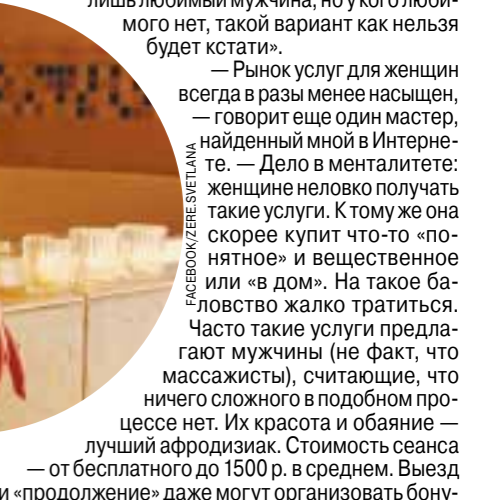 лишь любимый мужчина, но у кого люби-
мого нет, такой вариант как нельзя
будет кстати».
— Рынок услуг для женщин
всегда в разы менее насыщен,
— говорит еще один мастер,
найденный мной в Интерне-
те. — Дело в менталитете:
женщине неловко получать
такие услуги. К тому же она
скорее купит что-то «по-
нятное» и вещественное
или «в дом». На такое ба-
ловство жалко тратиться.
Часто такие услуги предла-
гают мужчины (не факт, что
массажисты), считающие, что
ничего сложного в подобном про-
цессе нет. Их красота и обаяние —
лучший афродизиак. Стоимость сеанса
— от бесплатного до 1500 р. в среднем. Выезд
и «продолжение» даже могут организовать бону-
FACEBOOK/ZERE.SVETLANA